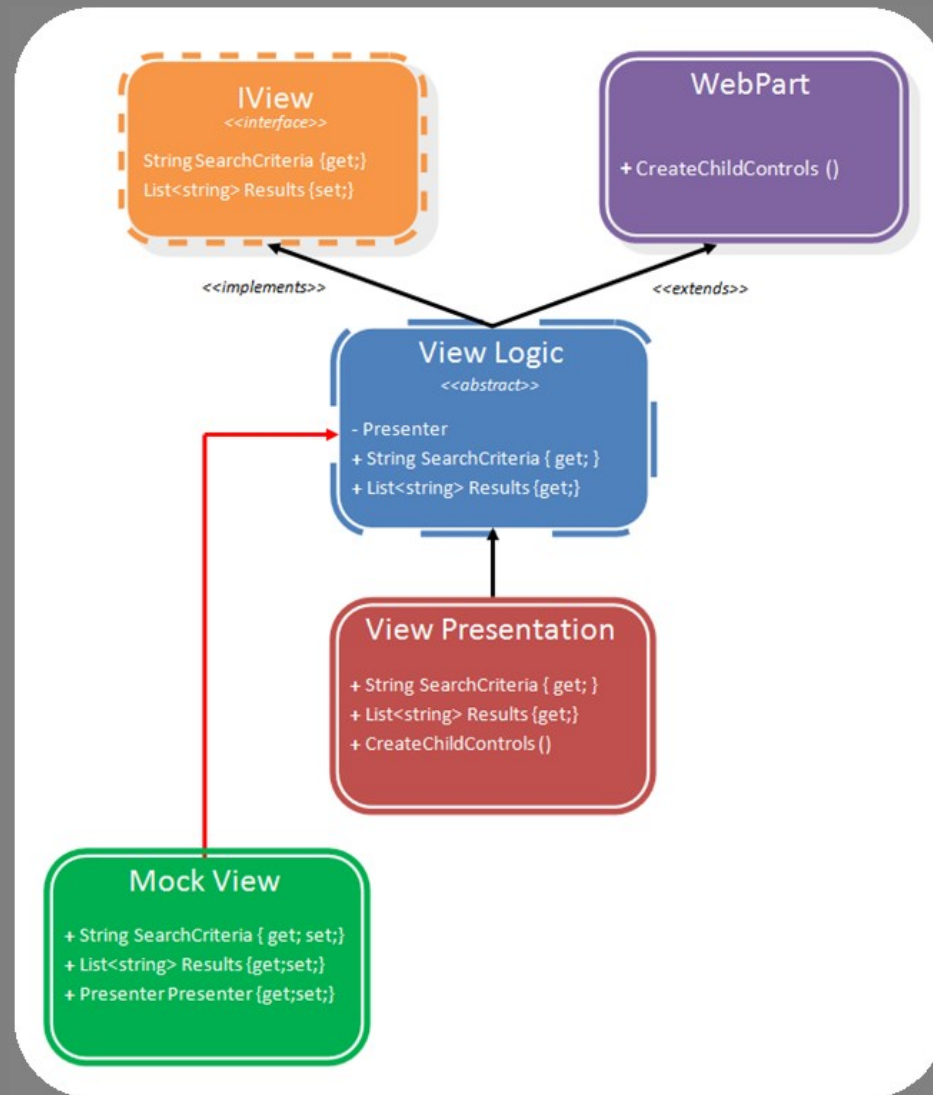 IView
<<interface>>
String SearchCriteria {get;}
List<string> Results {set;}
WebPart
+ CreateChildControls ()
<<implements>>
<<extends>>
View Logic
<<abstract>>
- Presenter
+ String SearchCriteria { get; }
+ List<string> Results {get;}
View Presentation
+ String SearchCriteria { get; }
+ List<string> Results {get;}
+ CreateChildControls ()
Mock View
+ String SearchCriteria { get; set;}
+ List<string> Results {get;set;}
+ Presenter Presenter {get;set;}